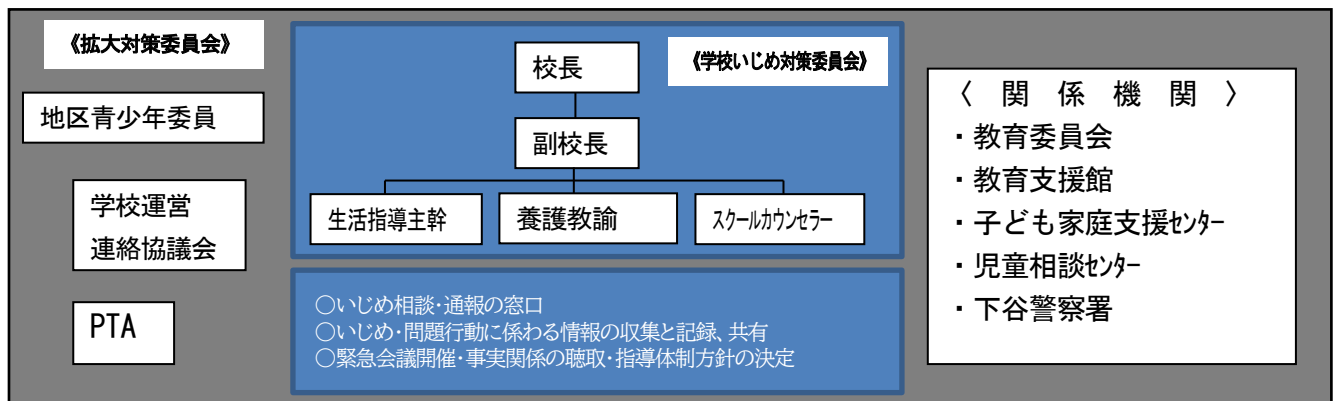 《拡大対策委員会》
地区青少年委員
学校運営
連絡協議会
PTA
《学校いじめ対策委員会》
校長
副校長
生活指導主幹
養護教諭
スクールカウンセラー
○いじめ相談・通報の窓口
○いじめ・問題行動に係わる情報の収集と記録、共有
○緊急会議開催・事実関係の聴取・指導体制方針の決定
〈 関 係 機 関 〉
・教育委員会
・教育支援館
・子ども家庭支援センター
・児童相談センター
・下谷警察署